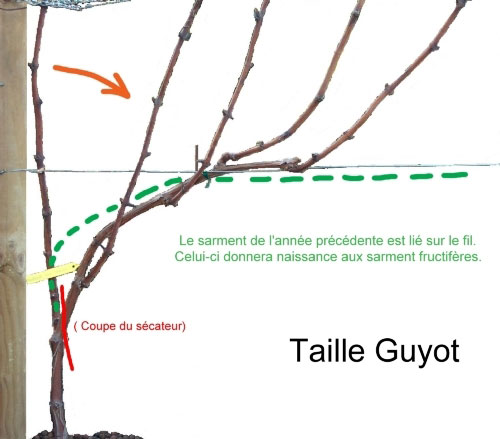 Le sarment de l'année précédente est lié sur le fil.
Celui-ci donnera naissance aux sarment fructifères.
( Coupe du sécateur)
Taille Guyot